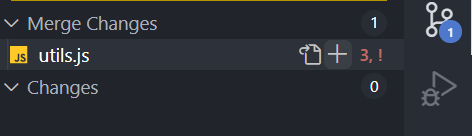 Merge Changes 1
JS utils.js 3, !
Changes 0
1